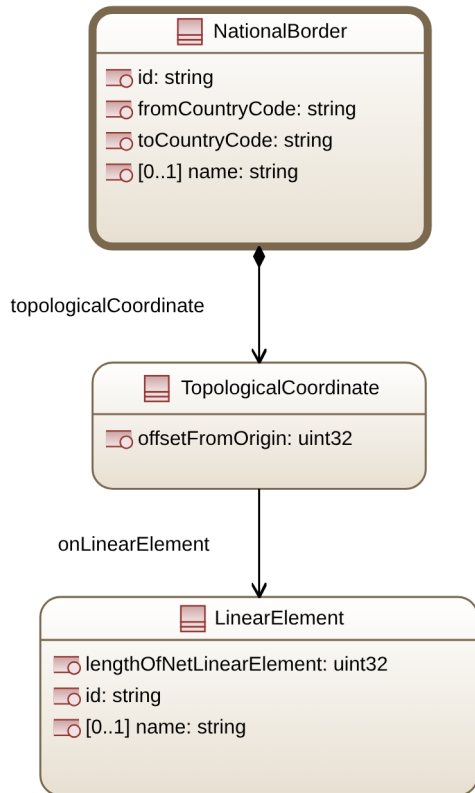 NationalBorder
id: string
fromCountryCode: string
toCountryCode: string
[0..1] name: string
topologicalCoordinate
TopologicalCoordinate
offsetFromOrigin: uint32
onLinearElement
LinearElement
lengthOfNetLinearElement: uint32
id: string
[0..1] name: string